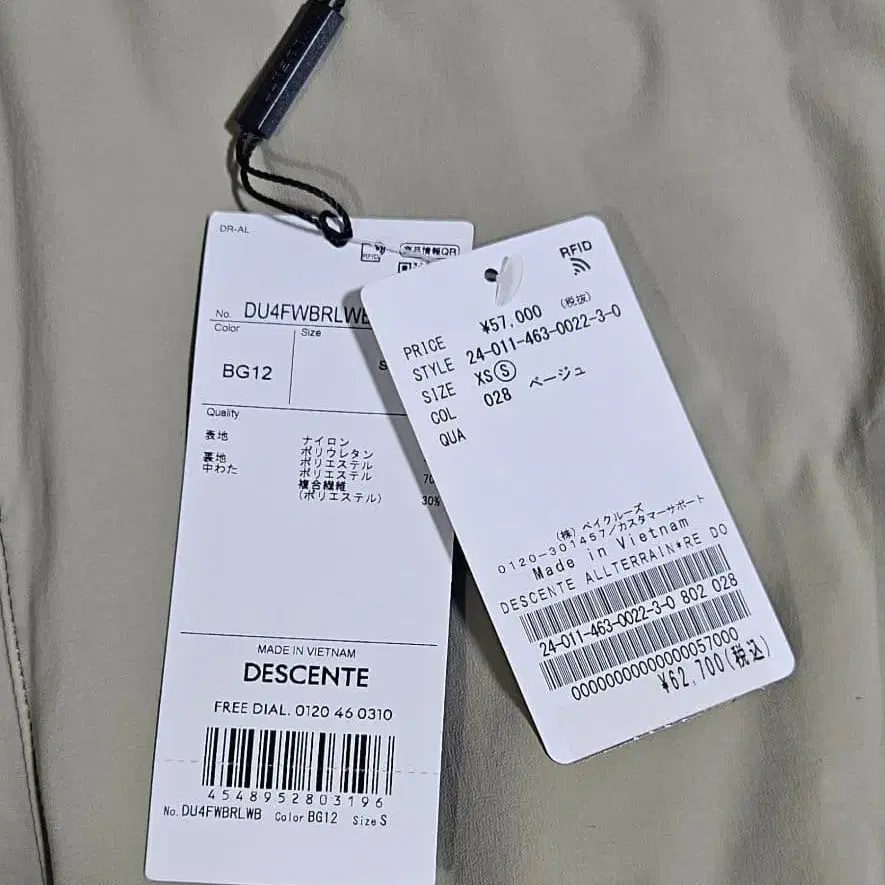 DR-AL
RFID
商品情報QR
No. DU4FWBRLWB
Color
Size
BG12
S
Quality
表地
ナイロン
ポリウレタン
裏地
ポリエステル
中わた
ポリエステル
70
複合繊維
(ポリエステル)
30%
MADE IN VIETNAM
DESCENTE
FREE DIAL. 0120 46 0310
4548952803196
No. DU4FWBRLWB Color BG12 Size S
RFID
PRICE ¥57,000 (税抜)
STYLE 24-011-463-0022-3-0
SIZE XS Ⓢ
COL 028 ベージュ
QUA
(株) ベイクルーズ
0120-301457/カスタマーサポート
Made in Vietnam
DESCENTE ALLTERRAIN*RE DO
24-011-463-0022-3-0 802 028
0000000000000057000
¥62,700(税込)